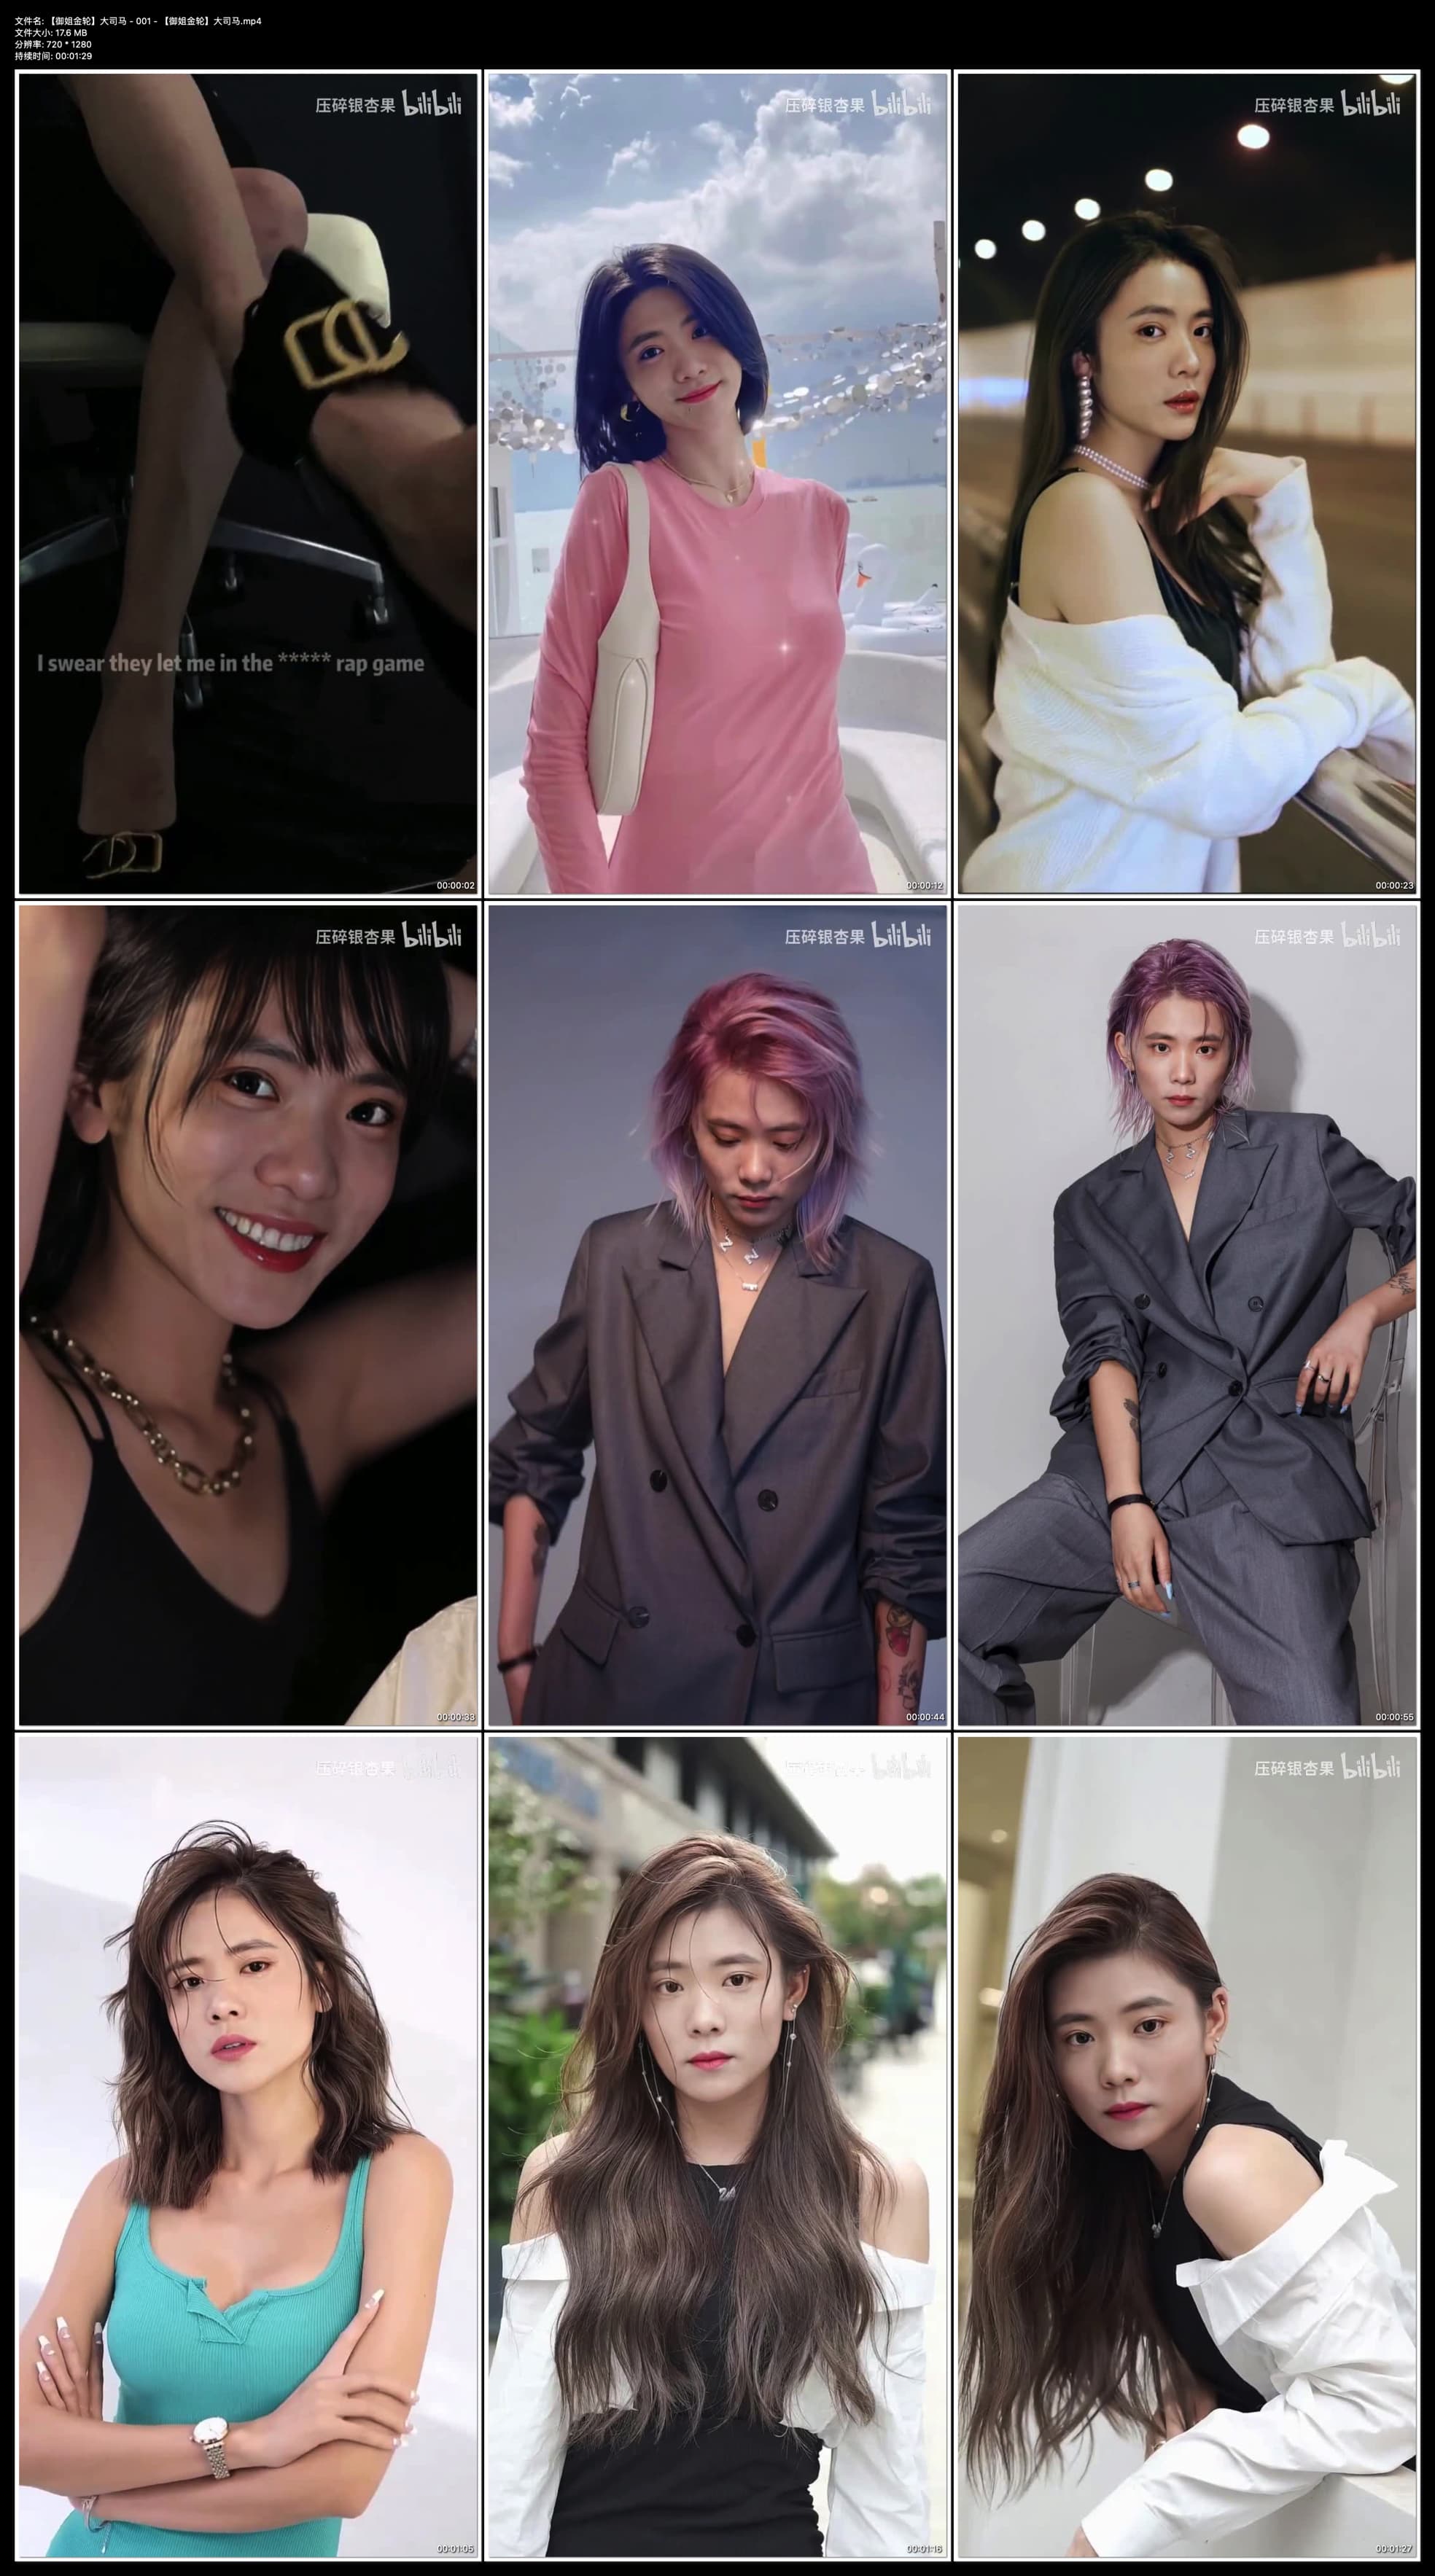 文件名: 【御姐金轮】大司马 - 001 - 【御姐金轮】大司马.mp4
文件大小: 17.6 MB
分辨率: 720 * 1280
持续时间: 00:01:29
压碎银杏果 bilibili
压碎银杏果 bilibili
压碎银杏果 bilibili
I swear they let me in the ***** rap game
00:00:02
00:00:12
00:00:23
压碎银杏果 bilibili
压碎银杏果 bilibili
压碎银杏果 bilibili
00:00:33
00:00:44
00:00:55
压碎银杏果 bilibili
压碎银杏果 bilibili
压碎银杏果 bilibili
00:01:05
00:01:16
00:01:27